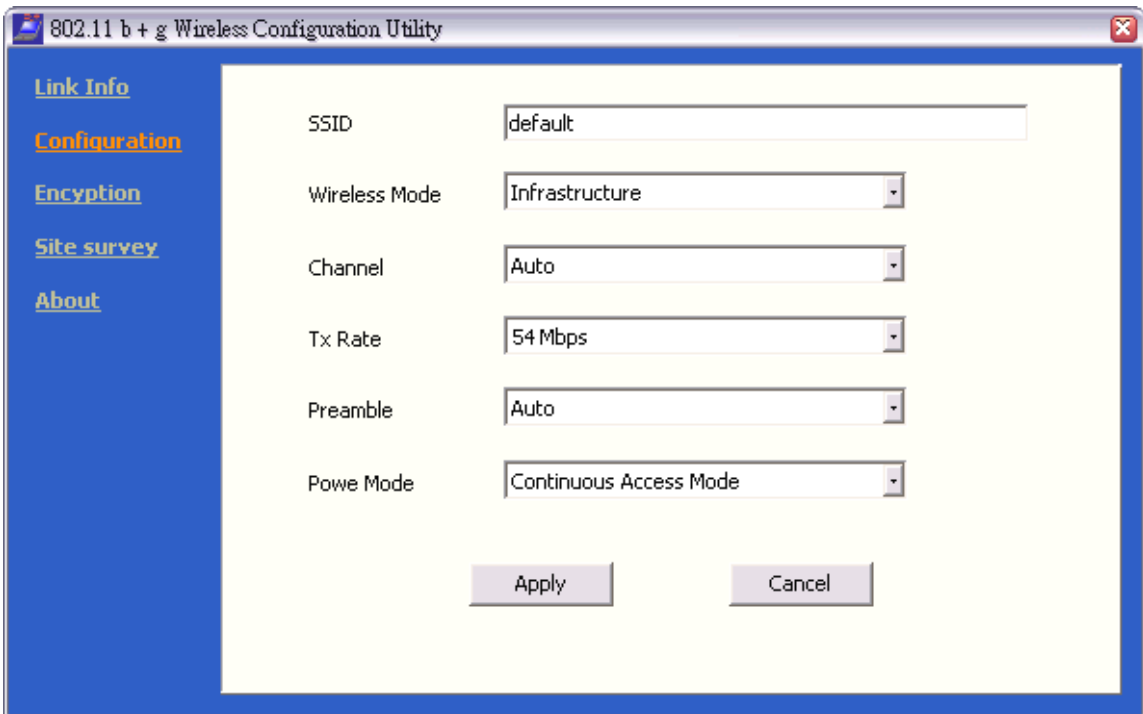 802.11 b + g Wireless Configuration Utility
Link Info
Configuration
Encyption
Site survey
About
SSID default
Wireless Mode Infrastructure
Channel Auto
Tx Rate 54 Mbps
Preamble Auto
Powe Mode Continuous Access Mode
Apply Cancel